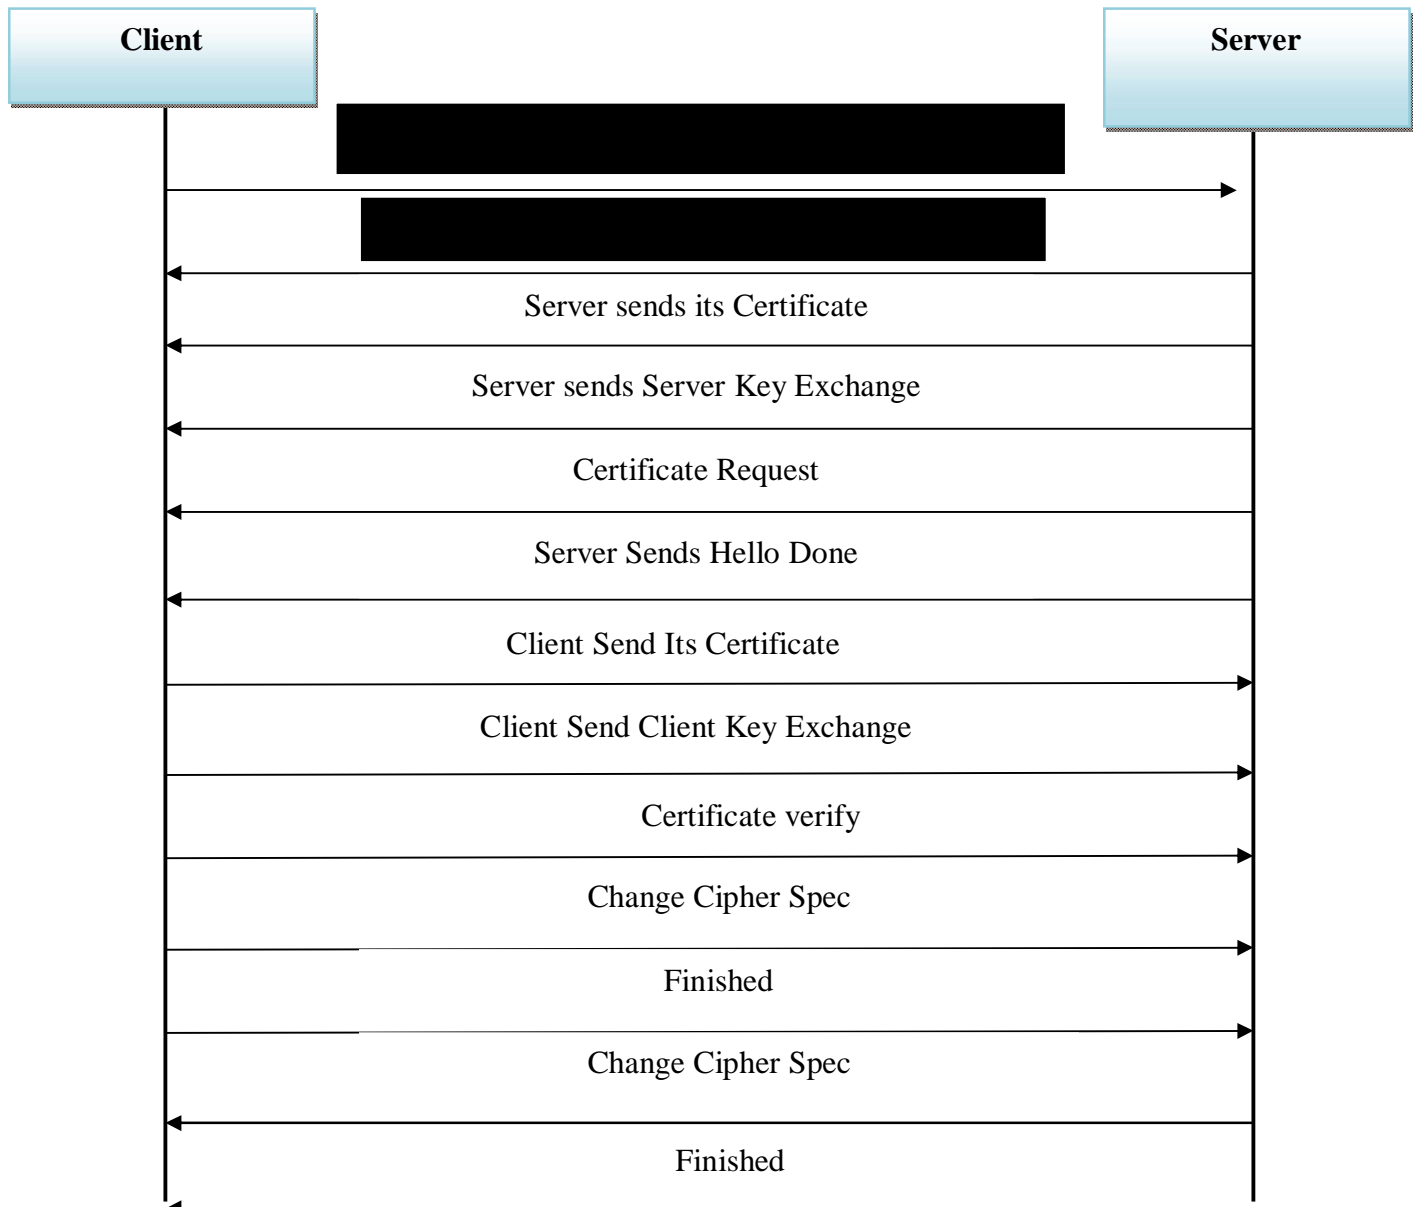 Client
Server
Server sends its Certificate
Server sends Server Key Exchange
Certificate Request
Server Sends Hello Done
Client Send Its Certificate
Client Send Client Key Exchange
Certificate verify
Change Cipher Spec
Finished
Change Cipher Spec
Finished